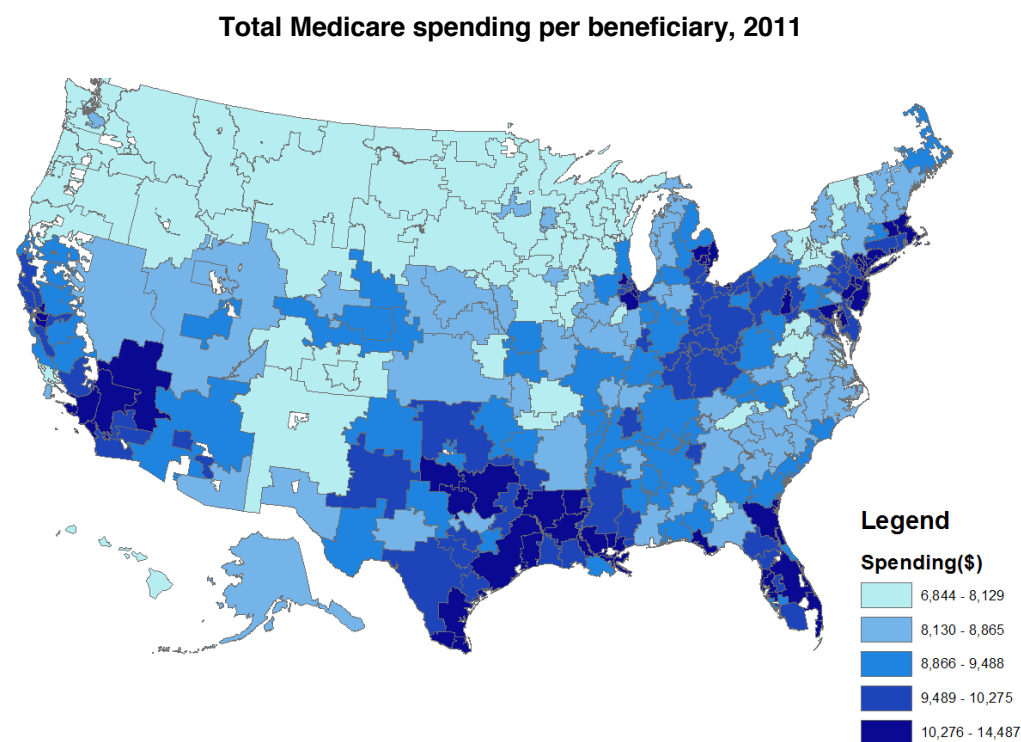 Total Medicare spending per beneficiary, 2011
Legend
Spending($)
6,844 - 8,129
8,130 - 8,865
8,866 - 9,488
9,489 - 10,275
10,276 - 14,487